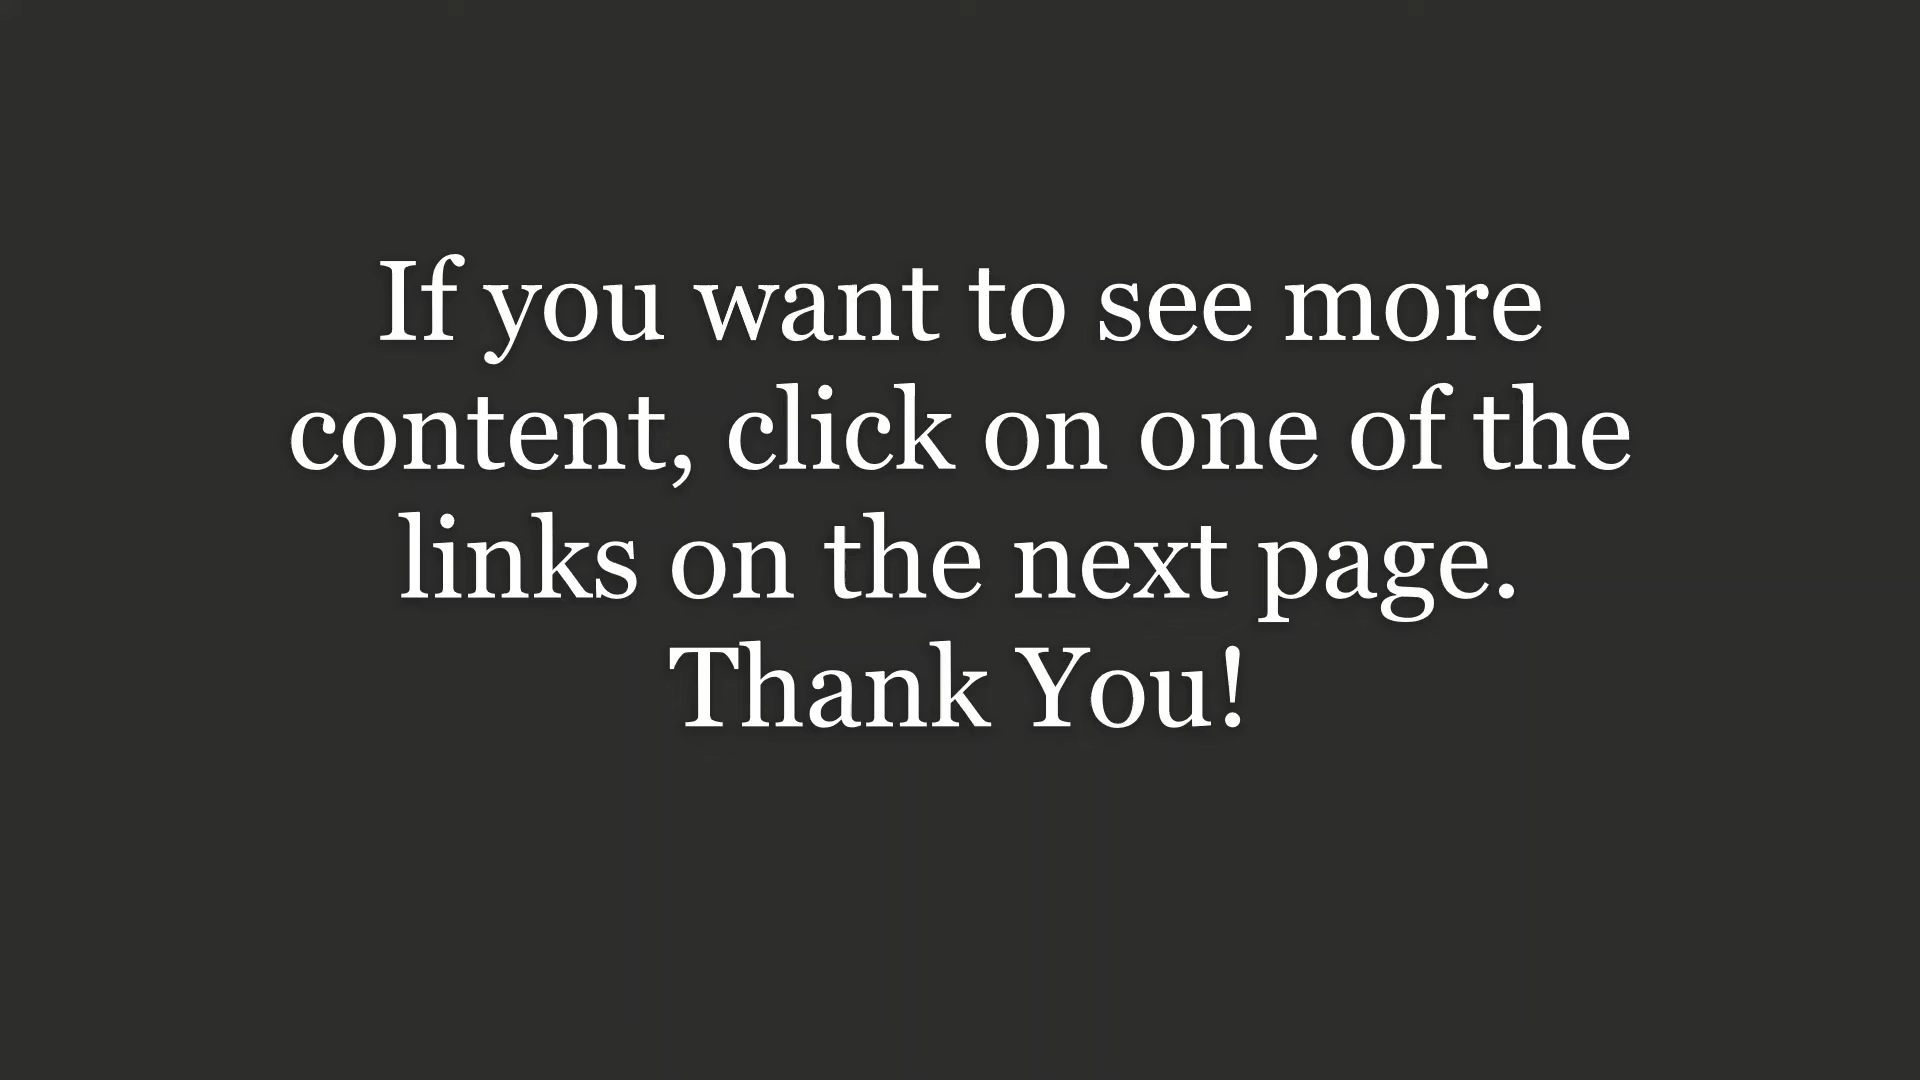 If you want to see more
content, click on one of the
links on the next page.
Thank You!